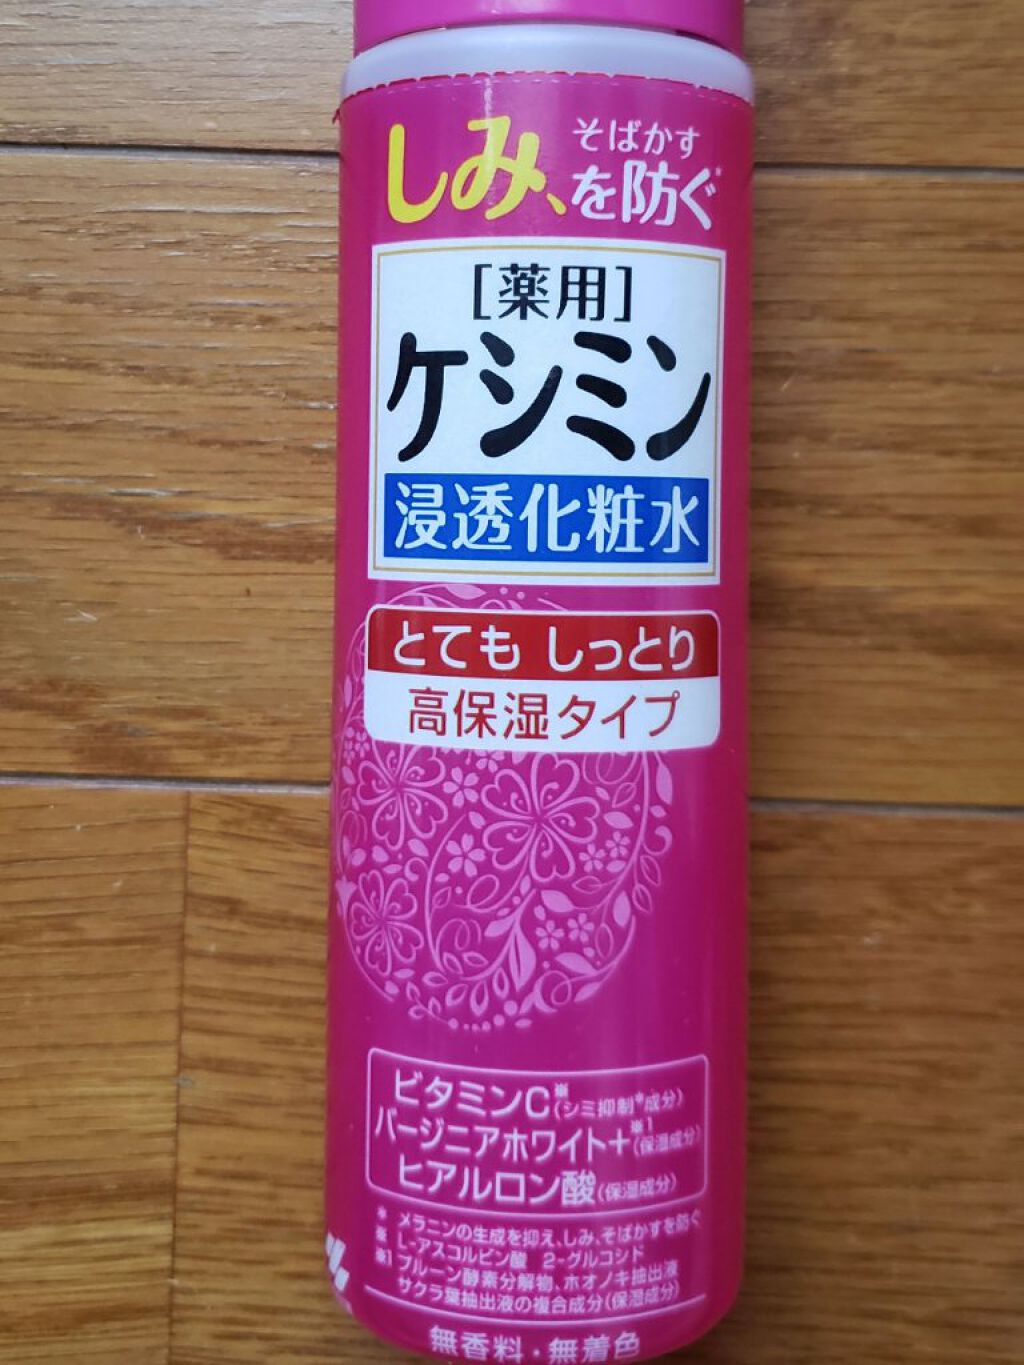 しみ、そばかす
を防ぐ*
［薬用］
ケシミン
浸透化粧水
とても しっとり
高保湿タイプ
ビタミンC※(シミ抑制*成分)
バージニアホワイト+※1(保湿成分)
ヒアルロン酸(保湿成分)
* メラニンの生成を抑え、しみ、そばかすを防ぐ
※ L-アスコルビン酸 2-グルコシド
※1 プルーン酵素分解物、ホオノキ抽出液
サクラ葉抽出液の複合成分(保湿成分)
無香料・無着色